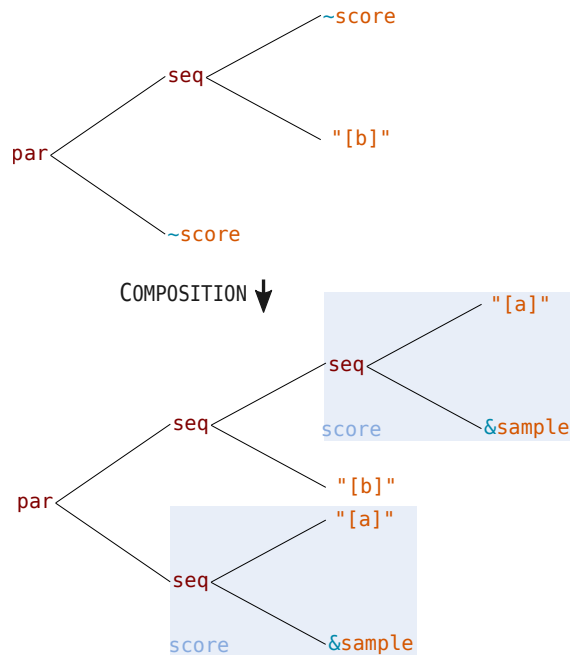 ~score
seq
"[b]"
par
~score
COMPOSITION
"[a]"
seq
score
&sample
seq
"[b]"
par
"[a]"
seq
score
&sample